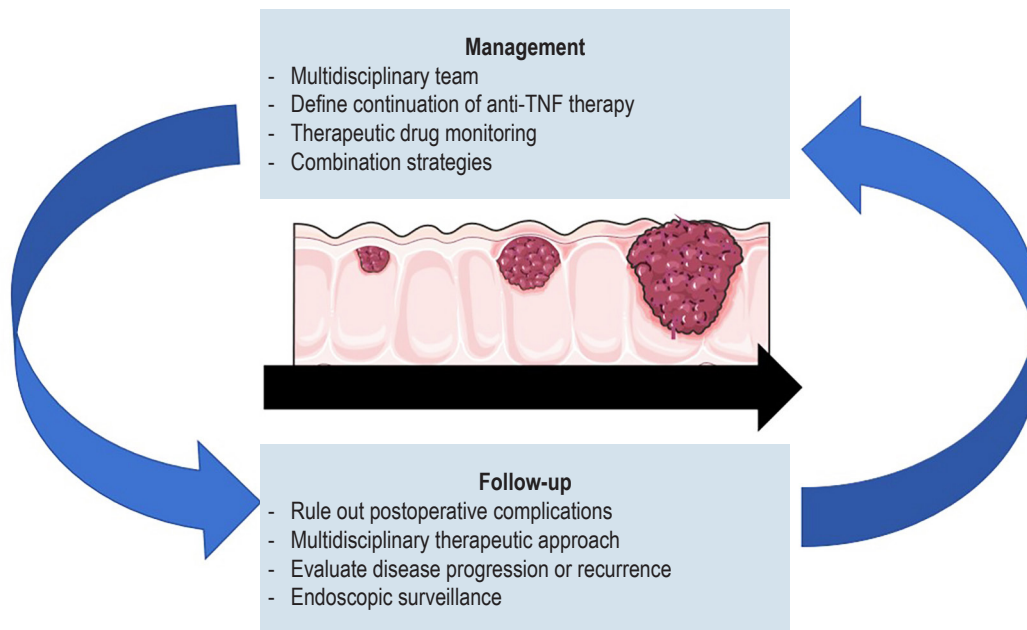 Management
- Multidisciplinary team
- Define continuation of anti-TNF therapy
- Therapeutic drug monitoring
- Combination strategies
Follow-up
- Rule out postoperative complications
- Multidisciplinary therapeutic approach
- Evaluate disease progression or recurrence
- Endoscopic surveillance